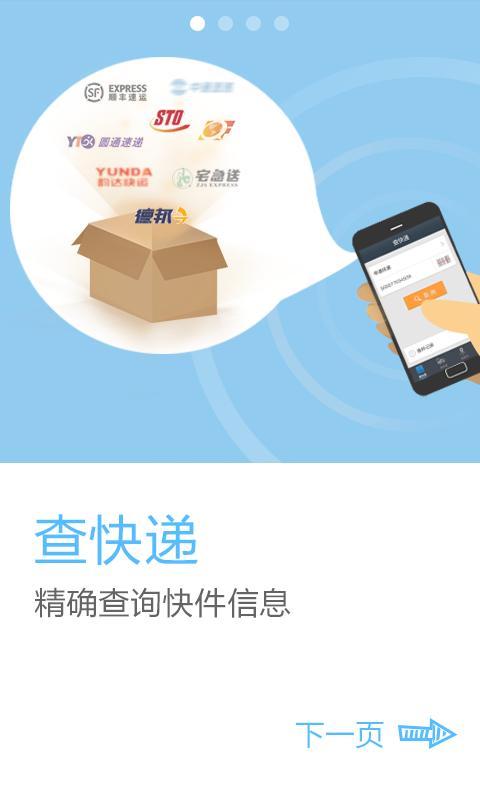 SF EXPRESS
顺丰速运
STO
YTO 圆通速递
YUNDA
韵达快递
宅急送
ZJS EXPRESS
德邦
查快递
查询
查快递
精确查询快件信息
下一页